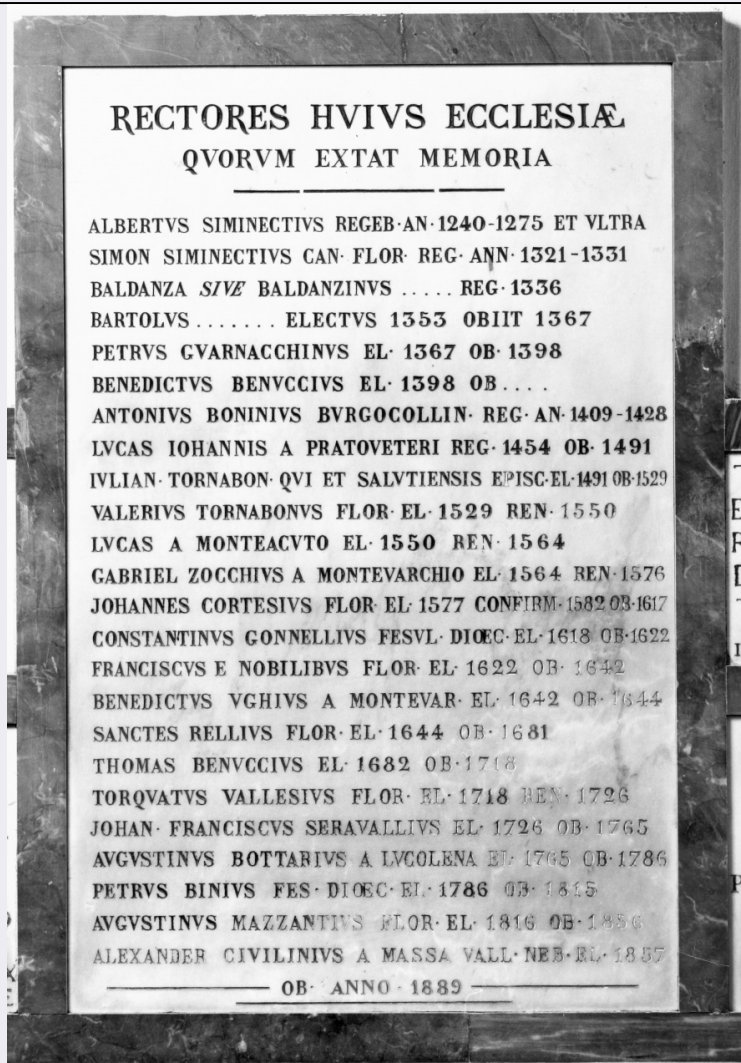 RECTORES HVIVS ECCLESIÆ
QVORVM EXTAT MEMORIA
ALBERTVS SIMINECTIVS REGEB·AN·1240-1275 ET VLTRA
SIMON SIMINECTIVS CAN· FLOR· REG· ANN·1321-1331
BALDANZA SIVE BALDANZINVS ..... REG·1336
BARTOLVS ....... ELECTVS 1353 OBIIT 1367
PETRVS GVARNACCHINVS EL· 1367 OB·1398
BENEDICTVS BENVCCIVS EL· 1398 OB....
ANTONIVS BONINIVS BVRGOCOLLIN· REG·AN·1409-1428
LVCAS IOHANNIS A PRATOVETERI REG·1454 OB·1491
IVLIAN·TORNABON·QVI ET SALVTIENSIS EPISC·EL·1491 OB·1529
VALERIVS TORNABONVS FLOR·EL·1529 REN·1550
LVCAS A MONTEACVTO EL·1550 REN·1564
GABRIEL ZOCCHIVS A MONTEVARCHIO EL·1564 REN·1576
JOHANNES CORTESIVS FLOR EL·1577 CONFIRM·1582 OB·1617
CONSTANTINVS GONNELLIVS FESVL·DIŒC·EL·1618 OB·1622
FRANCISCVS E NOBILIBVS FLOR·EL·1622 OB·1642
BENEDICTVS VGHIVS A MONTEVAR·EL·1642 OB·1644
SANCTES RELLIVS FLOR·EL·1644 OB·1681
THOMAS BENVCCIVS EL·1682 OB·1718
TORQVATVS VALLESIVS FLOR· EL·1718 REN·1726
JOHAN·FRANCISCVS SERAVALLIVS EL·1726 OB·1765
AVGVSTINVS BOTTARIVS A LVCOLENA EL·1765 OB·1786
PETRVS BINIVS FES·DIŒC·EL·1786 OB·1815
AVGVSTINVS MAZZANTIVS FLOR·EL·1816 OB·1856
ALEXANDER CIVILINIVS A MASSA VALL·NEB·EL·1857
OB· ANNO·1889